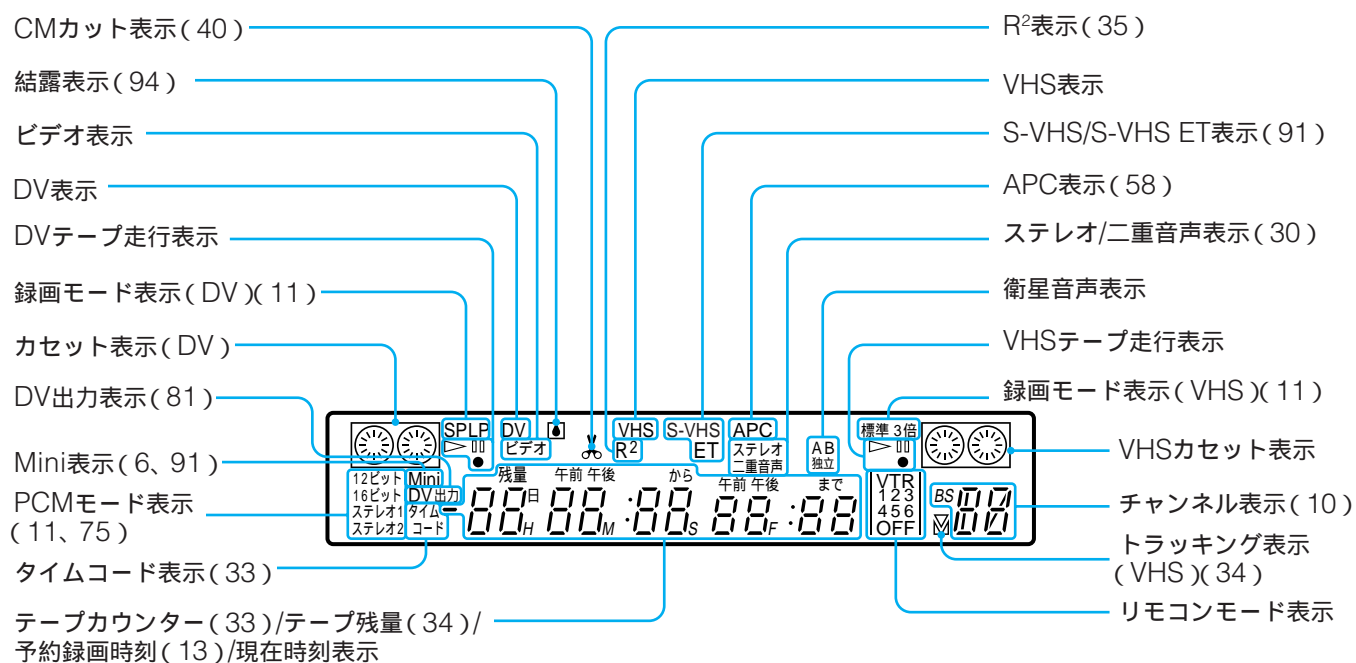 CMカット表示(40)
結露表示(94)
ビデオ表示
DV表示
DVテープ走行表示
録画モード表示(DV)(11)
カセット表示(DV)
DV出力表示(81)
Mini表示(6、91)
PCMモード表示
(11、75)
タイムコード表示(33)
テープカウンター(33)/テープ残量(34)/
予約録画時刻(13)/現在時刻表示
R²表示(35)
VHS表示
S-VHS/S-VHS ET表示(91)
APC表示(58)
ステレオ/二重音声表示(30)
衛星音声表示
VHSテープ走行表示
録画モード表示(VHS)(11)
VHSカセット表示
チャンネル表示(10)
トラッキング表示
(VHS)(34)
リモコンモード表示
SPLP DV VHS S-VHS APC 標準 3倍
ビデオ R2 ET ステレオ A B
二重音声 独立
12ビット Mini 残量 午前 午後 から 午前 午後 まで VTR
16ビット DV出力 日 1 2 3 BS
ステレオ1 タイム 88 88 :88 88 :88 4 5 6 88
ステレオ2 コード H M S F OFF